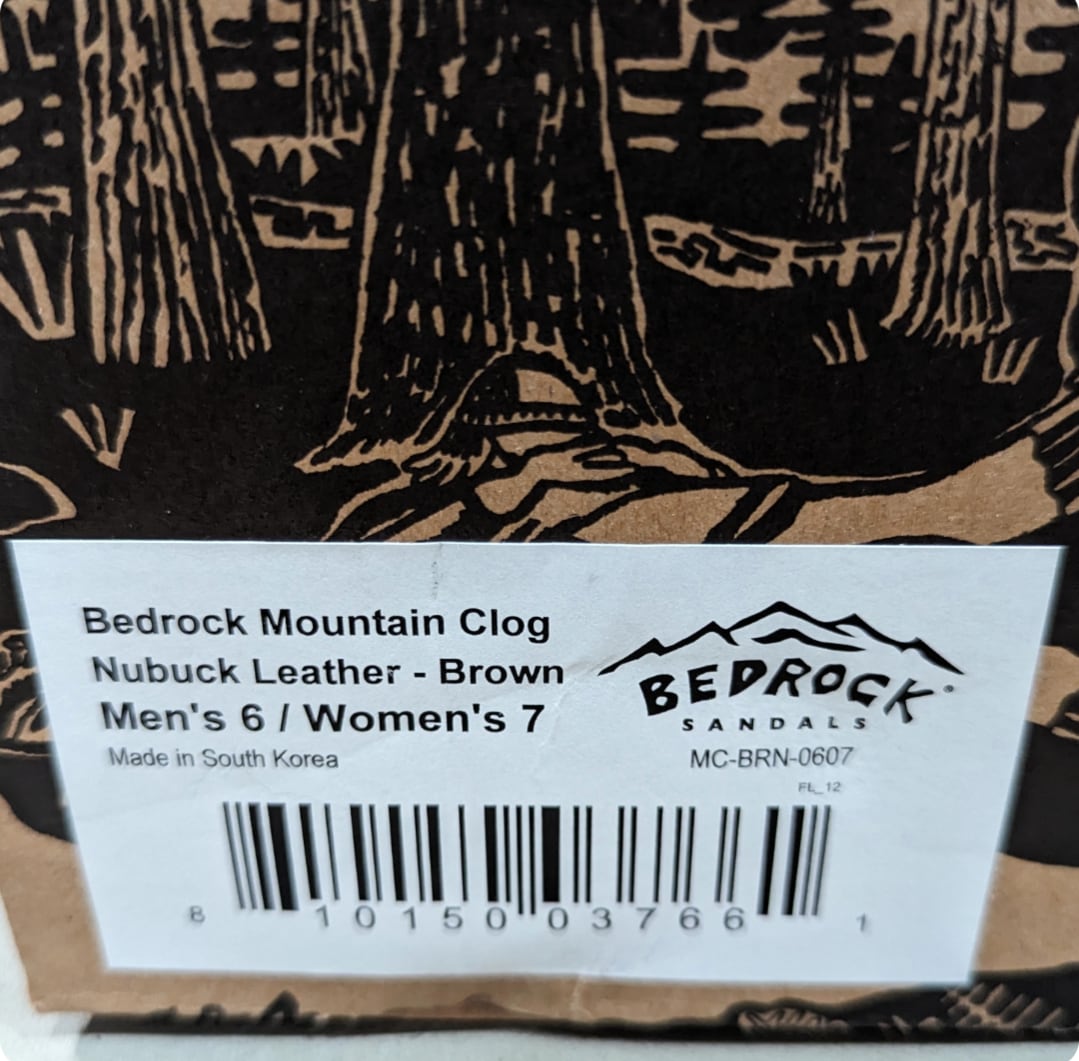 Bedrock Mountain Clog
Nubuck Leather - Brown
Men's 6 / Women's 7
Made in South Korea
BEDROCK®
SANDALS
MC-BRN-0607
FL_12
8 10150 03766 1